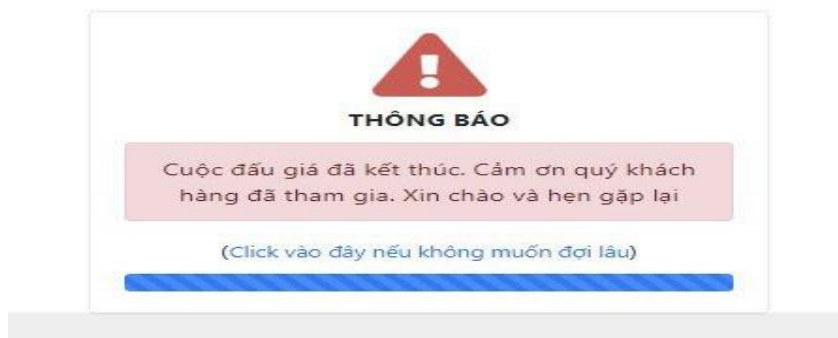 THÔNG BÁO
Cuộc đấu giá đã kết thúc. Cảm ơn quý khách
hàng đã tham gia. Xin chào và hẹn gặp lại
(Click vào đây nếu không muốn đợi lâu)